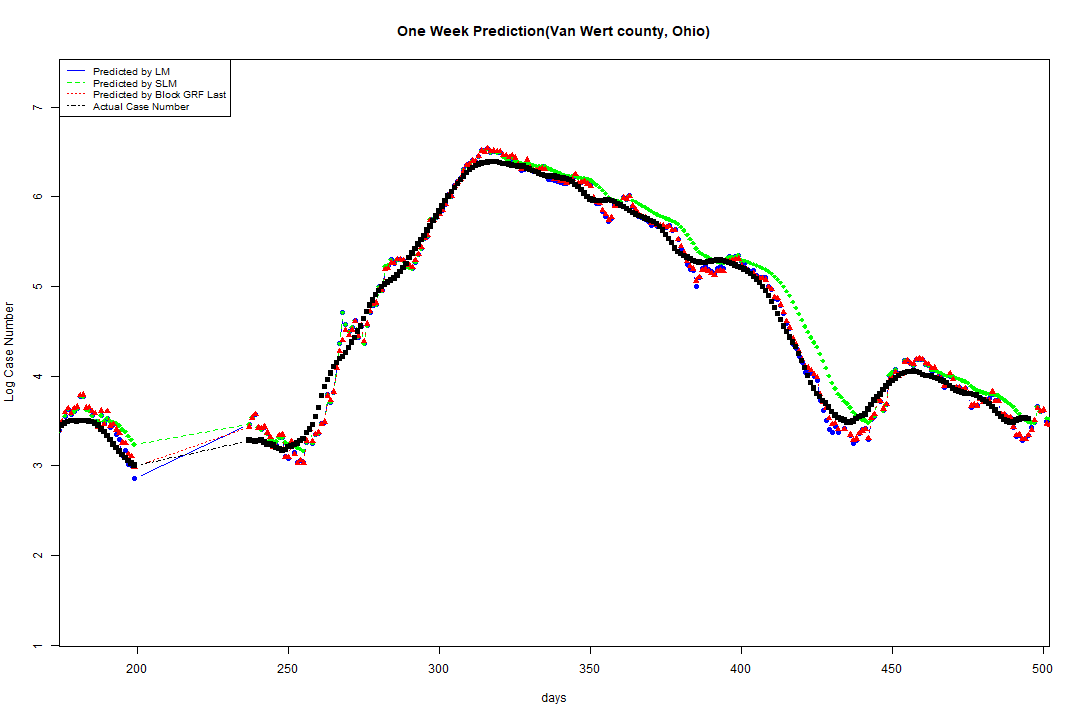 One Week Prediction(Van Wert county, Ohio)
Predicted by LM
Predicted by SLM
Predicted by Block GRF Last
Actual Case Number
Log Case Number
7
6
5
4
3
2
1
200 250 300 350 400 450 500
days